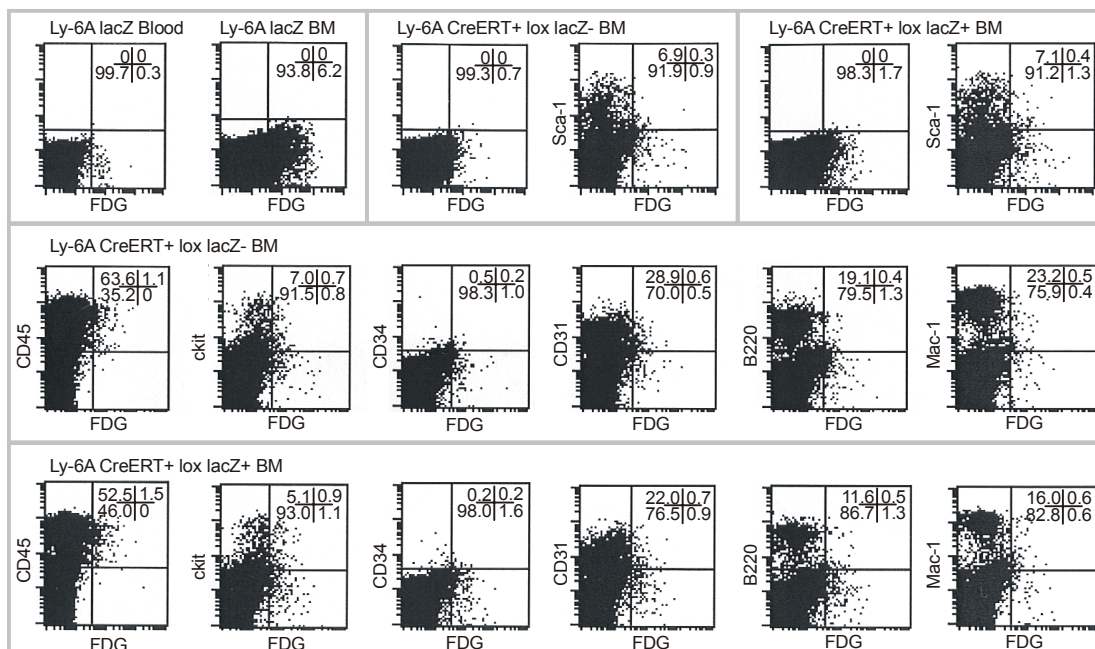 Ly-6A lacZ Blood
Ly-6A lacZ BM
Ly-6A CreERT+ lox lacZ- BM
Ly-6A CreERT+ lox lacZ+ BM
0 0
99.7 0.3
FDG
0 0
93.8 6.2
FDG
0 0
99.3 0.7
FDG
Sca-1
6.9 0.3
91.9 0.9
FDG
0 0
98.3 1.7
FDG
Sca-1
7.1 0.4
91.2 1.3
FDG
Ly-6A CreERT+ lox lacZ- BM
CD45
63.6 1.1
35.2 0
FDG
ckit
7.0 0.7
91.5 0.8
FDG
CD34
0.5 0.2
98.3 1.0
FDG
CD31
28.9 0.6
70.0 0.5
FDG
B220
19.1 0.4
79.5 1.3
FDG
Mac-1
23.2 0.5
75.9 0.4
FDG
Ly-6A CreERT+ lox lacZ+ BM
CD45
52.5 1.5
46.0 0
FDG
ckit
5.1 0.9
93.0 1.1
FDG
CD34
0.2 0.2
98.0 1.6
FDG
CD31
22.0 0.7
76.5 0.9
FDG
B220
11.6 0.5
86.7 1.3
FDG
Mac-1
16.0 0.6
82.8 0.6
FDG